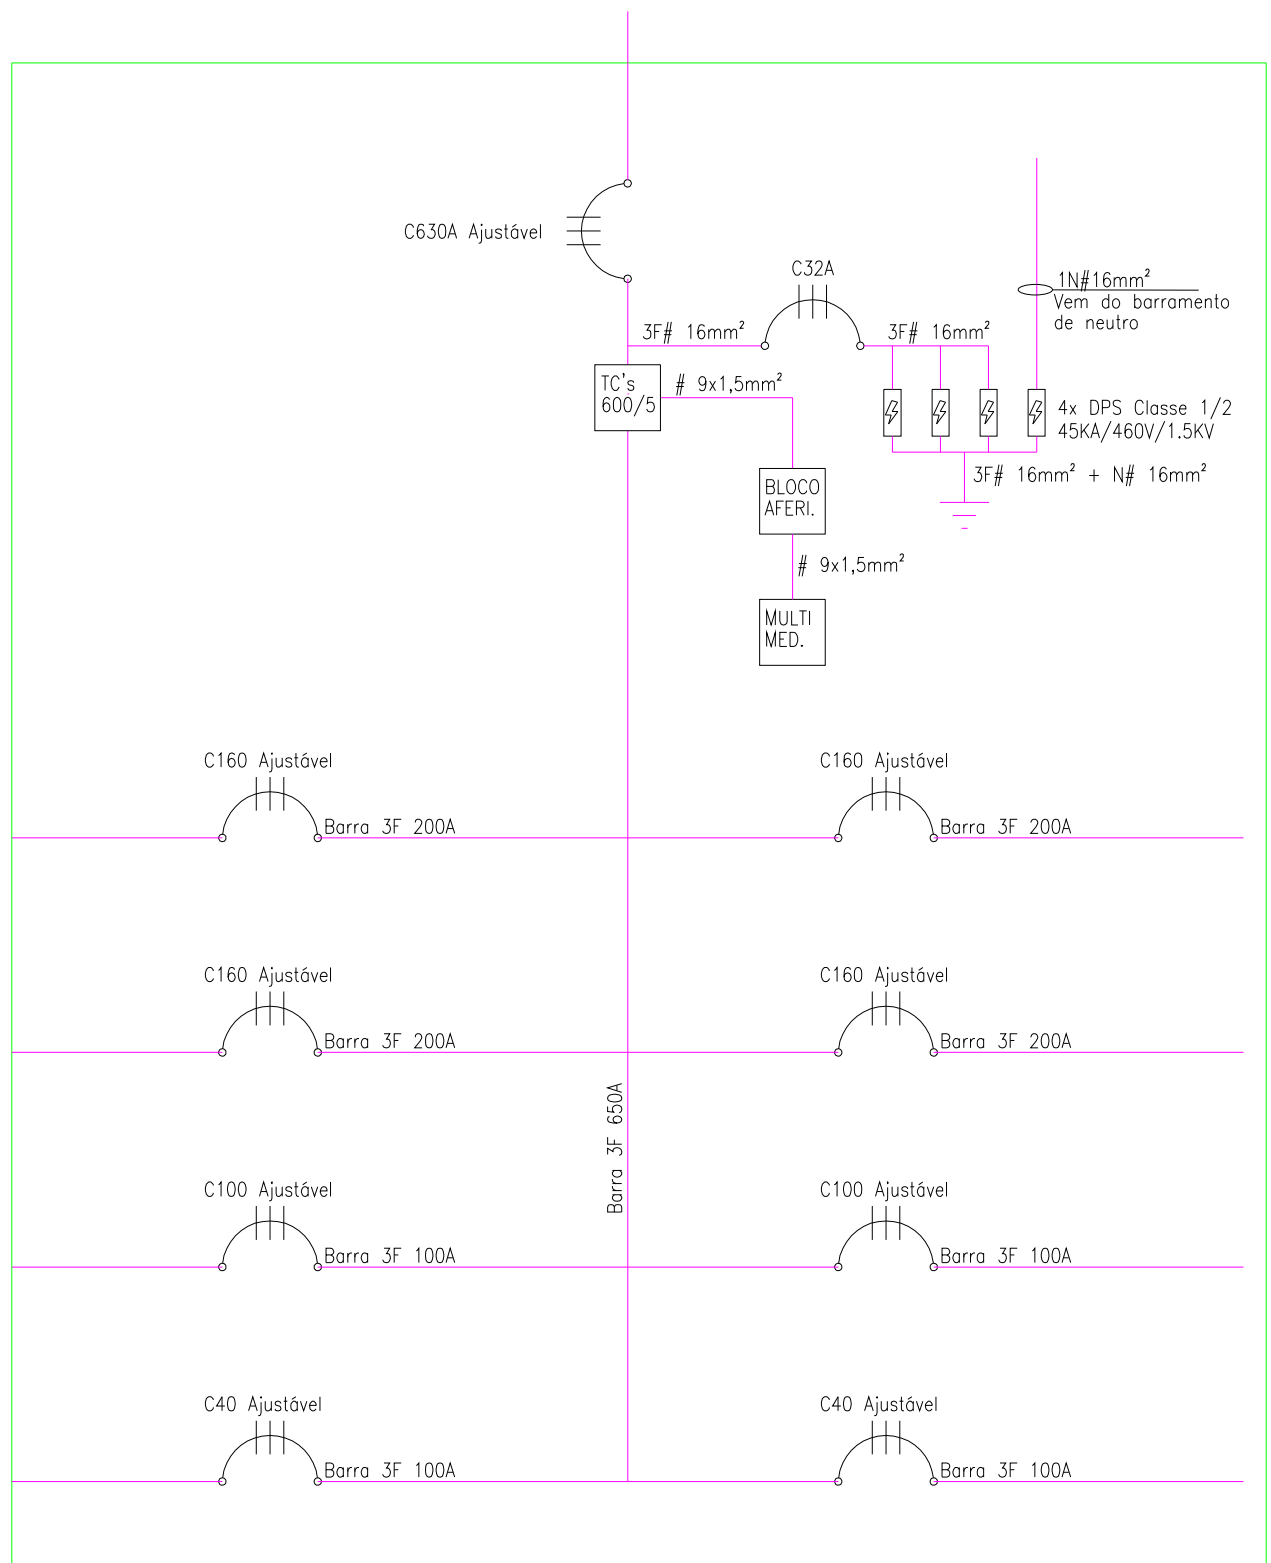 C630A Ajustável
C32A
1N#16mm²
Vem do barramento
de neutro
3F# 16mm²
3F# 16mm²
TC's
600/5
# 9x1,5mm²
4x DPS Classe 1/2
45KA/460V/1.5KV
3F# 16mm² + N# 16mm²
BLOCO
AFERI.
# 9x1,5mm²
MULTI
MED.
C160 Ajustável
C160 Ajustável
Barra 3F 200A
Barra 3F 200A
C160 Ajustável
C160 Ajustável
Barra 3F 200A
Barra 3F 200A
Barra 3F 650A
C100 Ajustável
C100 Ajustável
Barra 3F 100A
Barra 3F 100A
C40 Ajustável
C40 Ajustável
Barra 3F 100A
Barra 3F 100A